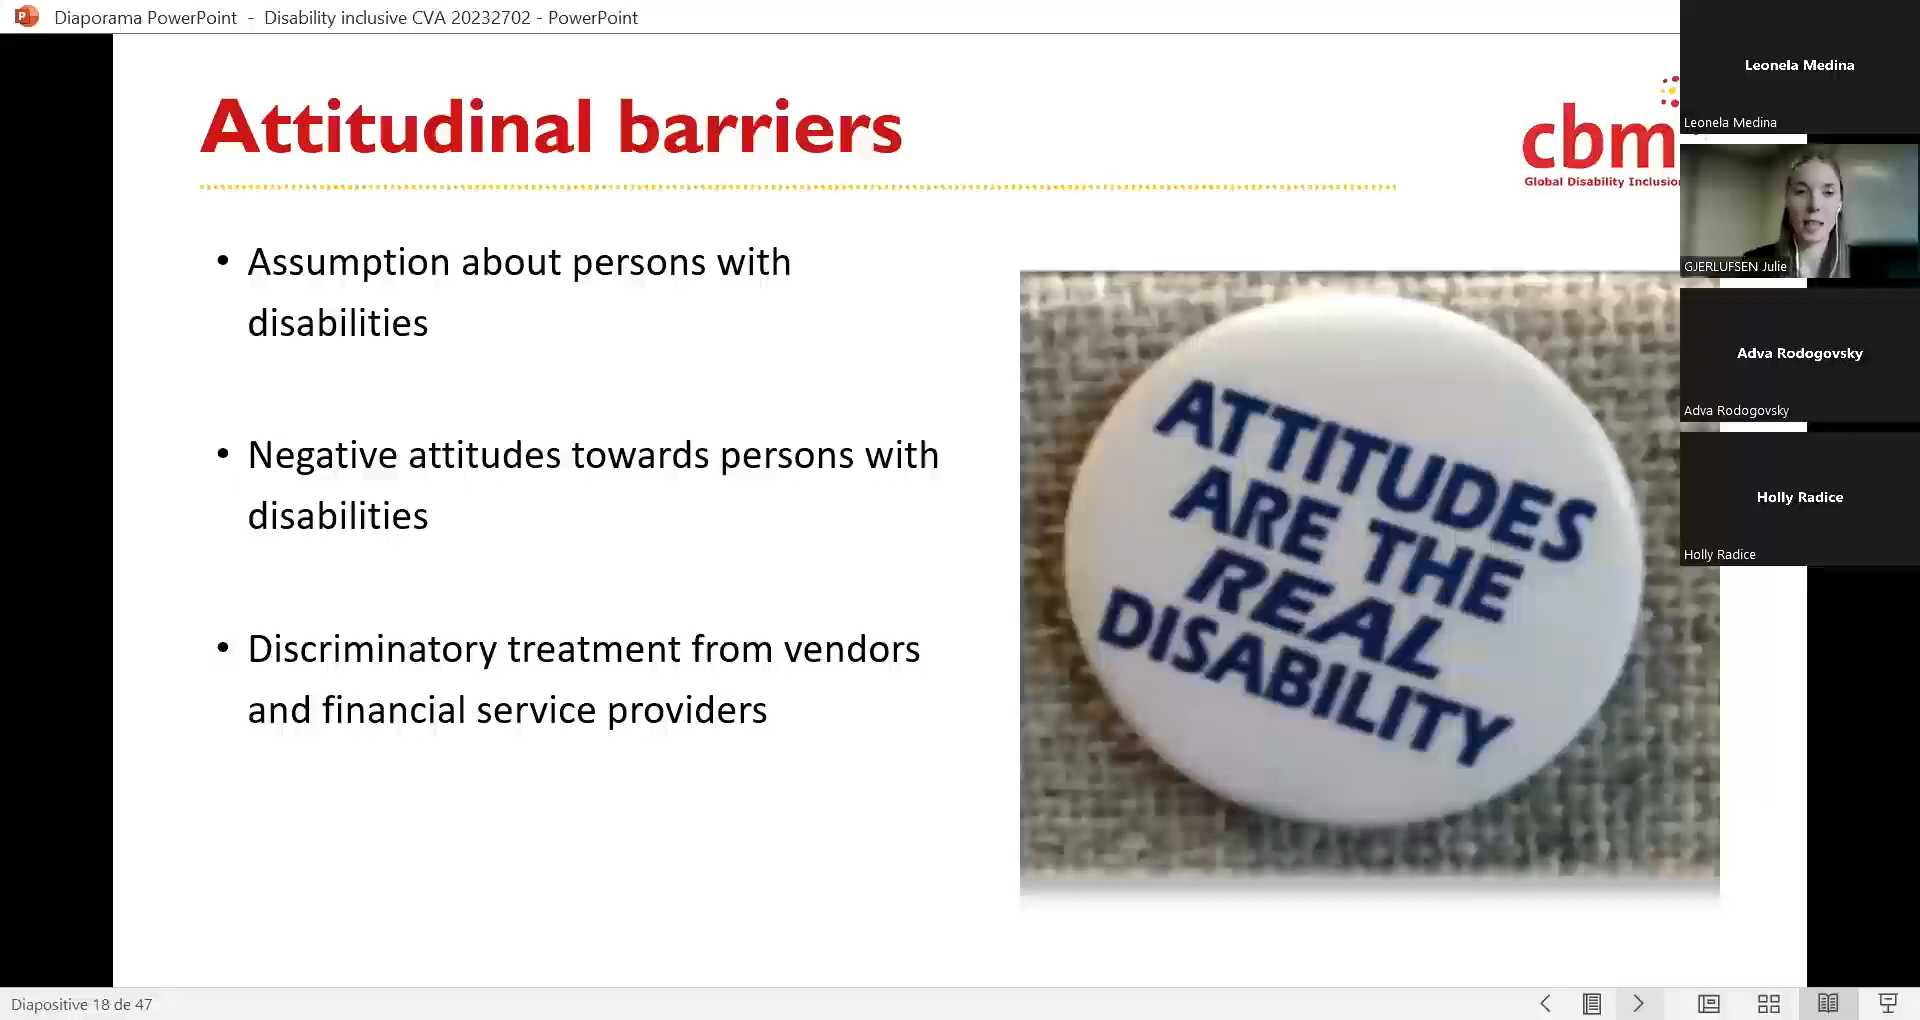 Diaporama PowerPoint - Disability inclusive CVA 20232702 - PowerPoint
Attitudinal barriers
cbm
Global Disability Inclusion
• Assumption about persons with
disabilities
• Negative attitudes towards persons with
disabilities
• Discriminatory treatment from vendors
and financial service providers
ATTITUDES
ARE THE
REAL
DISABILITY
Leonela Medina
Leonela Medina
GJERLUFSEN Julie
Adva Rodogovsky
Adva Rodogovsky
Holly Radice
Holly Radice
Diapositive 18 de 47